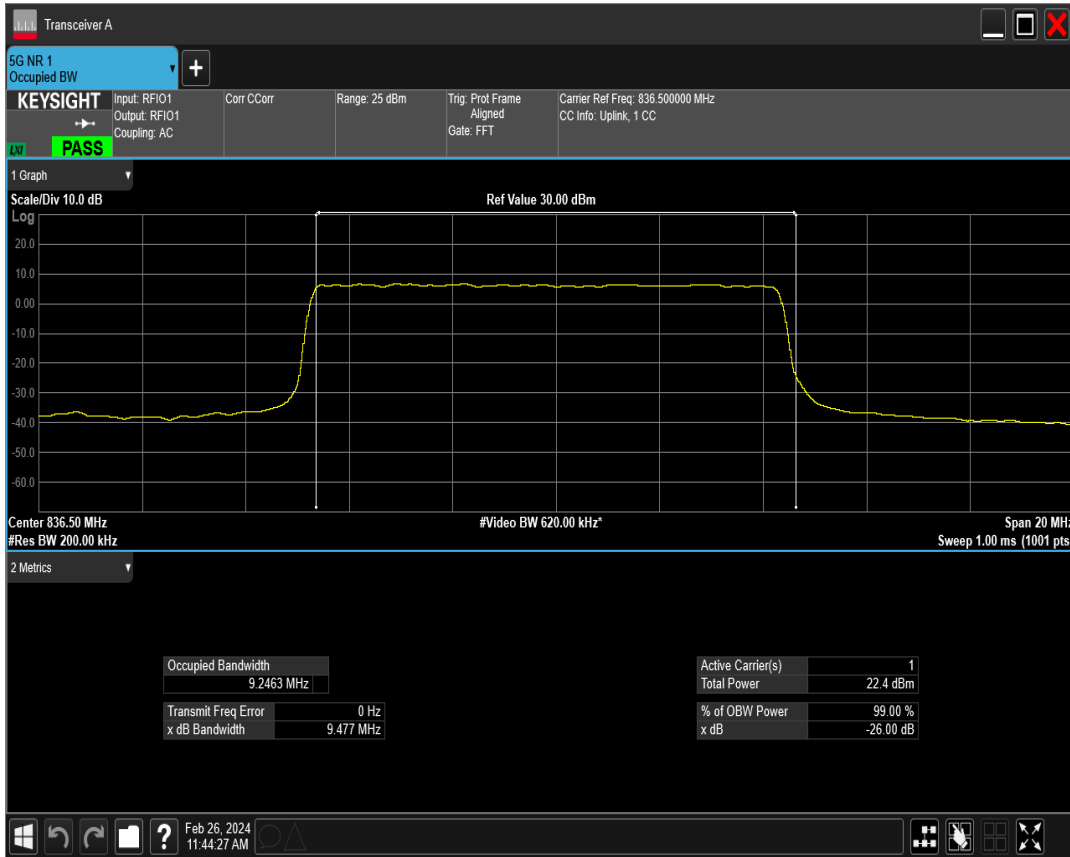 Transceiver A
5G NR 1
Occupied BW
KEYSIGHT
LXI
PASS
Input: RFIO1
Output: RFIO1
Coupling: AC
Corr CCorr
Range: 25 dBm
Trig: Prot Frame
Aligned
Gate: FFT
Carrier Ref Freq: 836.500000 MHz
CC Info: Uplink, 1 CC
1 Graph
Scale/Div 10.0 dB
Ref Value 30.00 dBm
Log
20.0
10.0
0.00
-10.0
-20.0
-30.0
-40.0
-50.0
-60.0
Center 836.50 MHz
#Video BW 620.00 kHz*
Span 20 MHz
#Res BW 200.00 kHz
Sweep 1.00 ms (1001 pts
2 Metrics
Occupied Bandwidth
9.2463 MHz
Transmit Freq Error 0 Hz
x dB Bandwidth 9.477 MHz
Active Carrier(s) 1
Total Power 22.4 dBm
% of OBW Power 99.00 %
x dB -26.00 dB
?
Feb 26, 2024
11:44:27 AM